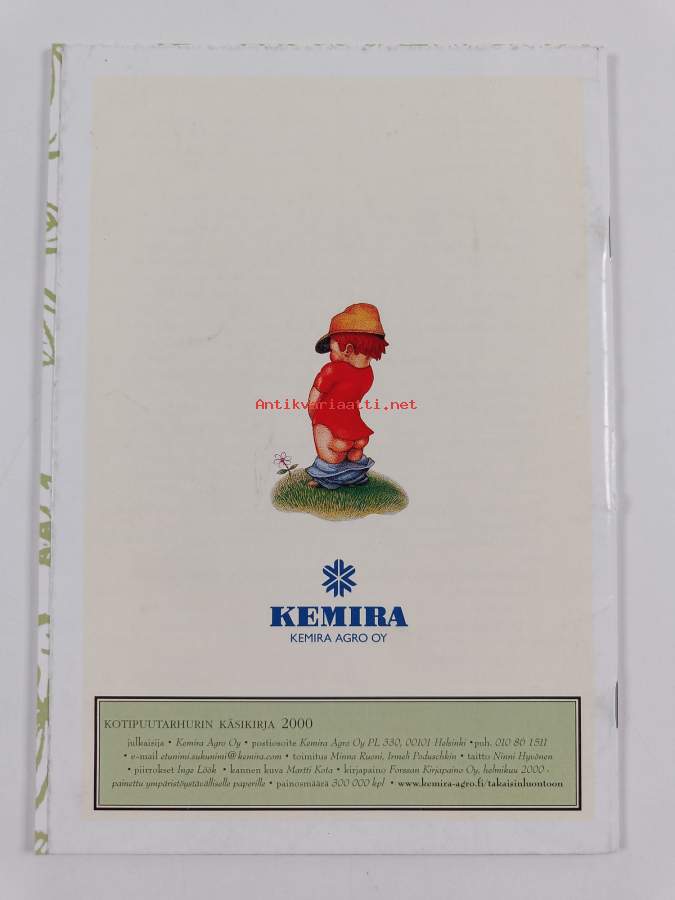 Antikvariaatti.net
KEMIRA
KEMIRA AGRO OY
KOTIPUUTARHURIN KÄSIKIRJA 2000
julkaisija • Kemira Agro Oy • postiosoite Kemira Agro Oy PL 330, 00101 Helsinki • puh. 010 86 1511
• e-mail etunimi.sukunimi@kemira.com • toimitus Minna Ruoni, Irmeli Paduschkin • taitto Ninni Hyvönen
• piirrokset Inge Löök • kannen kuva Martti Kota • kirjapaino Forssan Kirjapaino Oy, helmikuu 2000 -
painettu ympäristöystävälliselle paperille • painosmäärä 300 000 kpl • www.kemira-agro.fi/takaisinluontoon